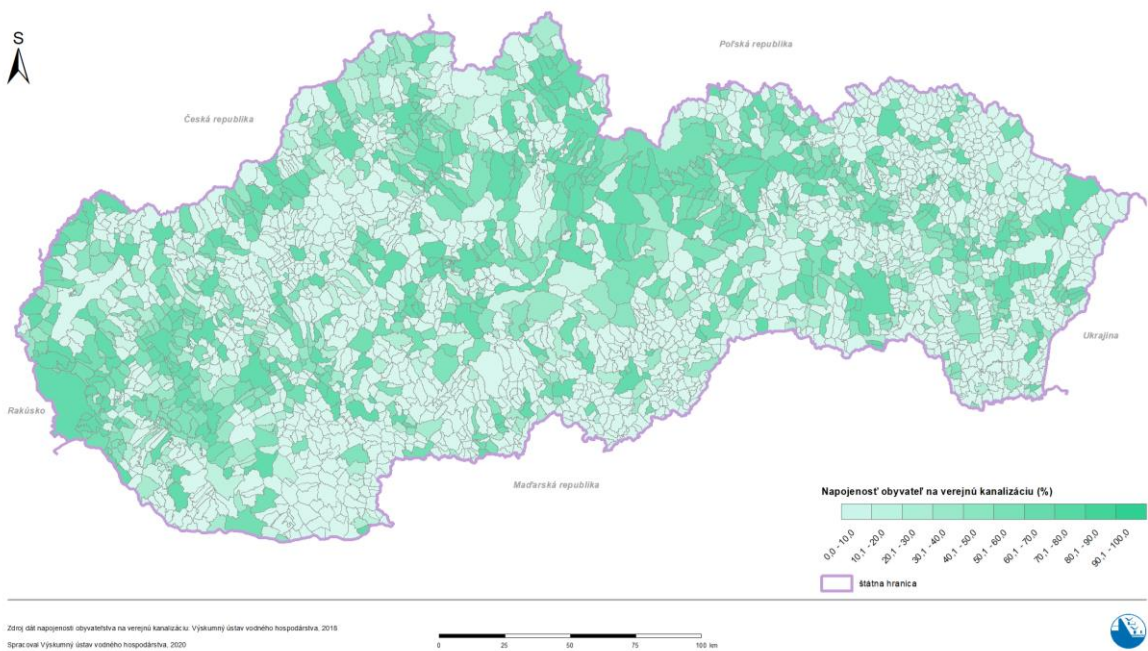 S
Poľská republika
Česká republika
Ukrajina
Rakúsko
Maďarská republika
Napojenosť obyvateľ na verejnú kanalizáciu (%)
0,0 - 10,0
10,1 - 20,0
20,1 - 30,0
30,1 - 40,0
40,1 - 50,0
50,1 - 60,0
60,1 - 70,0
70,1 - 80,0
80,1 - 90,0
90,1 - 100,0
štátna hranica
Zdroj dát napojenosti obyvateľstva na verejnú kanalizáciu: Výskumný ústav vodného hospodárstva, 2018
Spracoval Výskumný ústav vodného hospodárstva, 2020
0 25 50 75 100 km